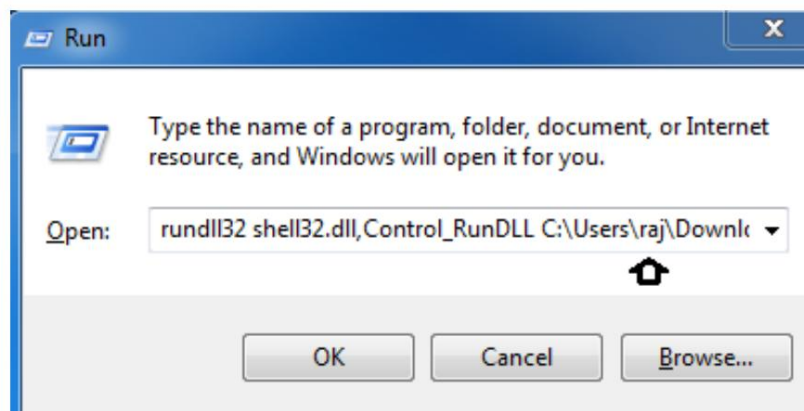 Run
Type the name of a program, folder, document, or Internet
resource, and Windows will open it for you.
Open: rundll32 shell32.dll,Control_RunDLL C:\Users\raj\Downlo
OK Cancel Browse...